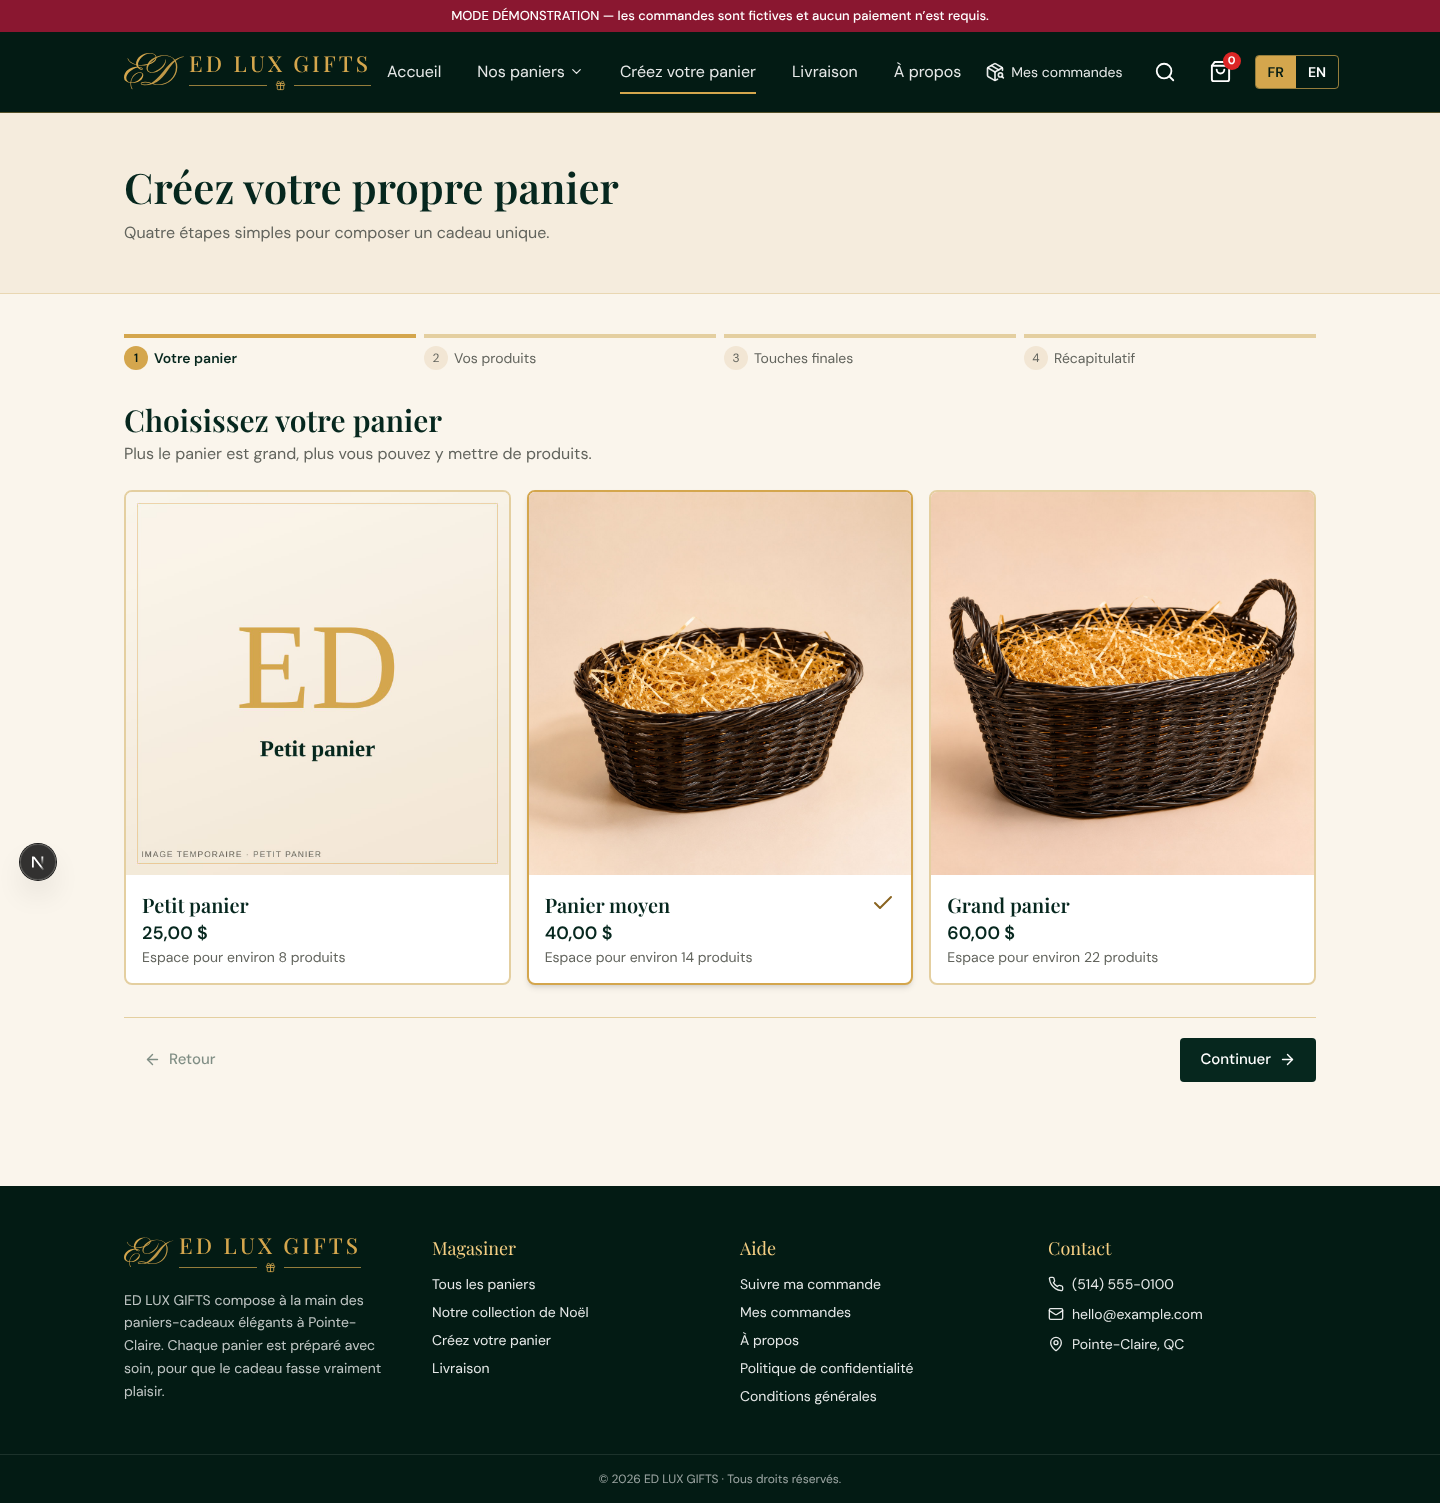 MODE DÉMONSTRATION — les commandes sont fictives et aucun paiement n'est requis.
ED LUX GIFTS
Accueil
Nos paniers
Créez votre panier
Livraison
À propos
Mes commandes
0
FR
EN
Créez votre propre panier
Quatre étapes simples pour composer un cadeau unique.
1 Votre panier
2 Vos produits
3 Touches finales
4 Récapitulatif
Choisissez votre panier
Plus le panier est grand, plus vous pouvez y mettre de produits.
ED
Petit panier
IMAGE TEMPORAIRE · PETIT PANIER
Petit panier
25,00 $
Espace pour environ 8 produits
Panier moyen
40,00 $
Espace pour environ 14 produits
Grand panier
60,00 $
Espace pour environ 22 produits
Retour
Continuer
N
ED ED LUX GIFTS
ED LUX GIFTS compose à la main des
paniers-cadeaux élégants à Pointe-
Claire. Chaque panier est préparé avec
soin, pour que le cadeau fasse vraiment
plaisir.
Magasiner
Tous les paniers
Notre collection de Noël
Créez votre panier
Livraison
Aide
Suivre ma commande
Mes commandes
À propos
Politique de confidentialité
Conditions générales
Contact
(514) 555-0100
hello@example.com
Pointe-Claire, QC
© 2026 ED LUX GIFTS · Tous droits réservés.